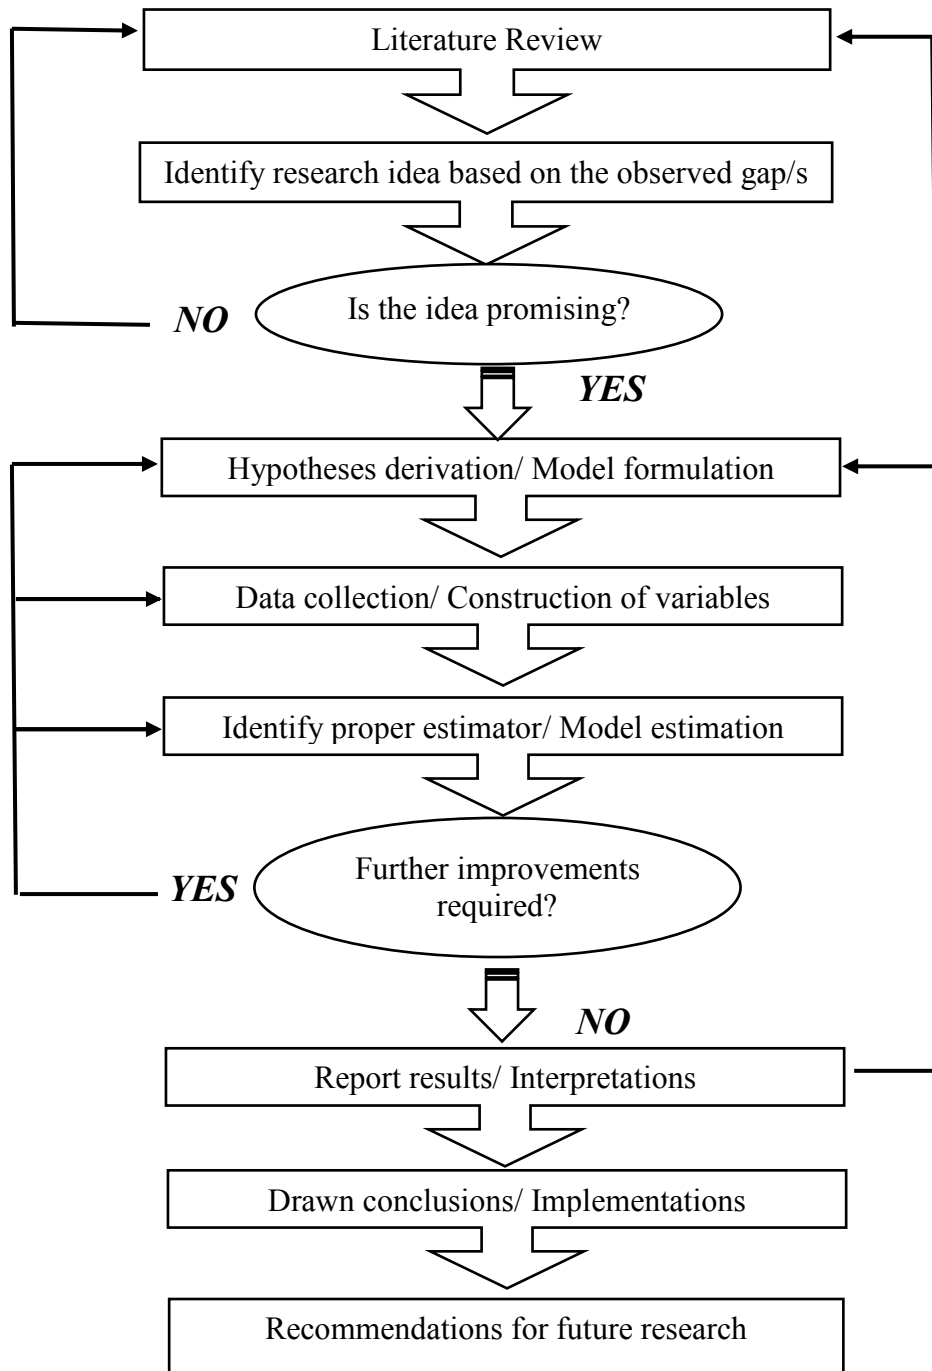 Literature Review
Identify research idea based on the observed gap/s
Is the idea promising?
NO
YES
Hypotheses derivation/ Model formulation
Data collection/ Construction of variables
Identify proper estimator/ Model estimation
Further improvements
required?
YES
NO
Report results/ Interpretations
Drawn conclusions/ Implementations
Recommendations for future research